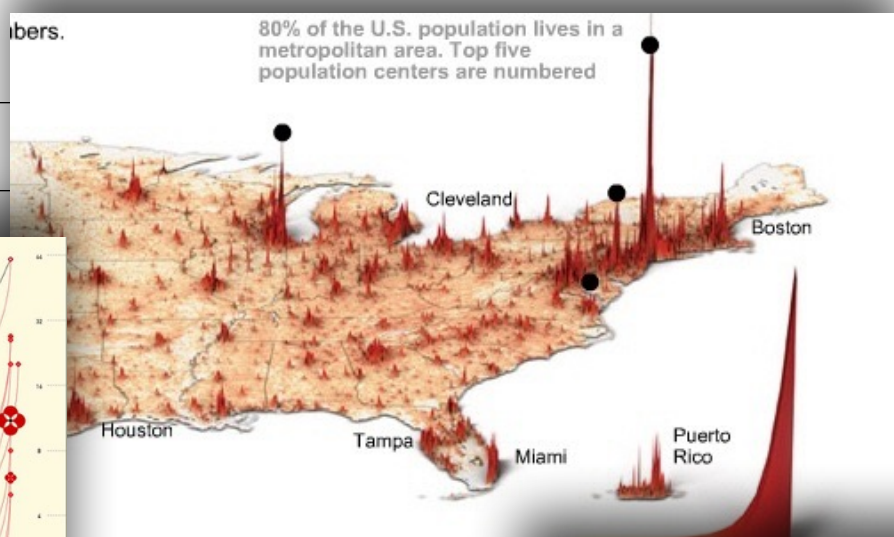 bers.
80% of the U.S. population lives in a
metropolitan area. Top five
population centers are numbered
Cleveland
Boston
Houston
Tampa
Miami
Puerto
Rico